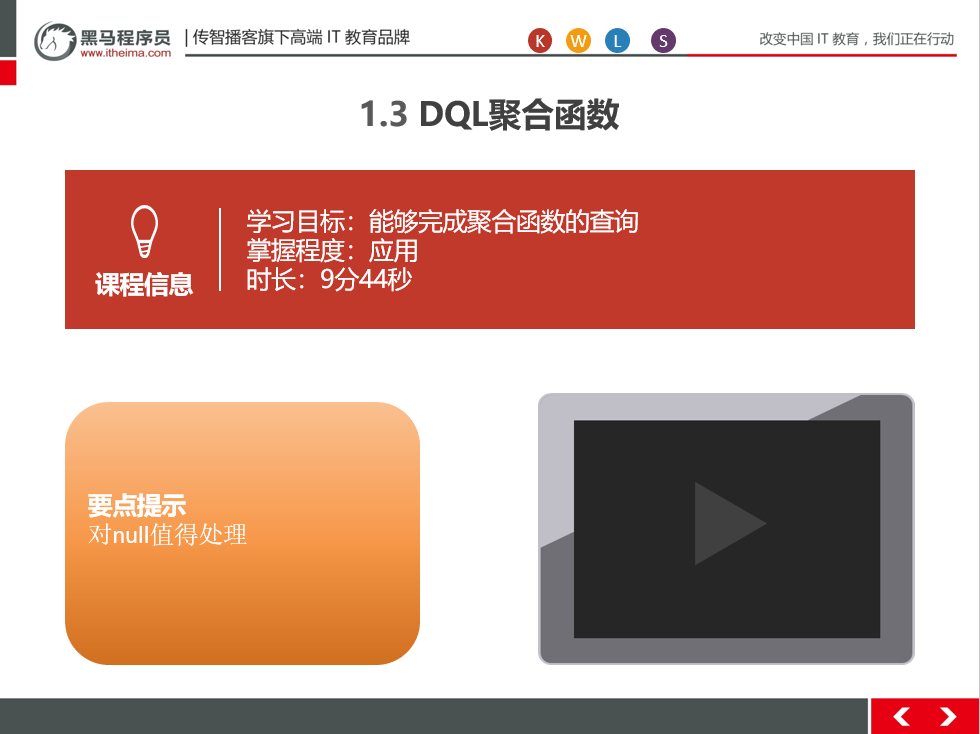 黑马程序员
www.itheima.com
传智播客旗下高端 IT 教育品牌
K W L S
改变中国 IT 教育，我们正在行动
1.3 DQL聚合函数
课程信息
学习目标：能够完成聚合函数的查询
掌握程度：应用
时长：9分44秒
要点提示
对null值得处理